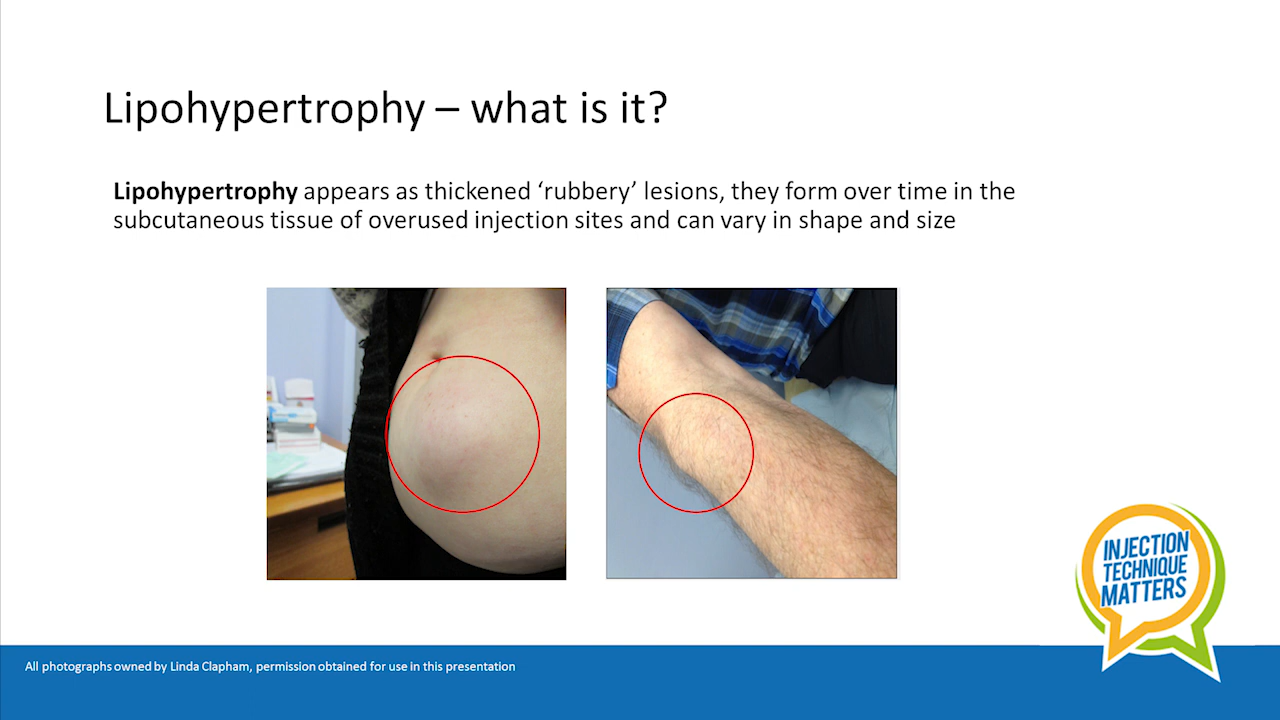 Lipohypertrophy – what is it?
Lipohypertrophy appears as thickened ‘rubbery’ lesions, they form over time in the
subcutaneous tissue of overused injection sites and can vary in shape and size
INJECTION
TECHNIQUE
MATTERS
All photographs owned by Linda Clapham, permission obtained for use in this presentation